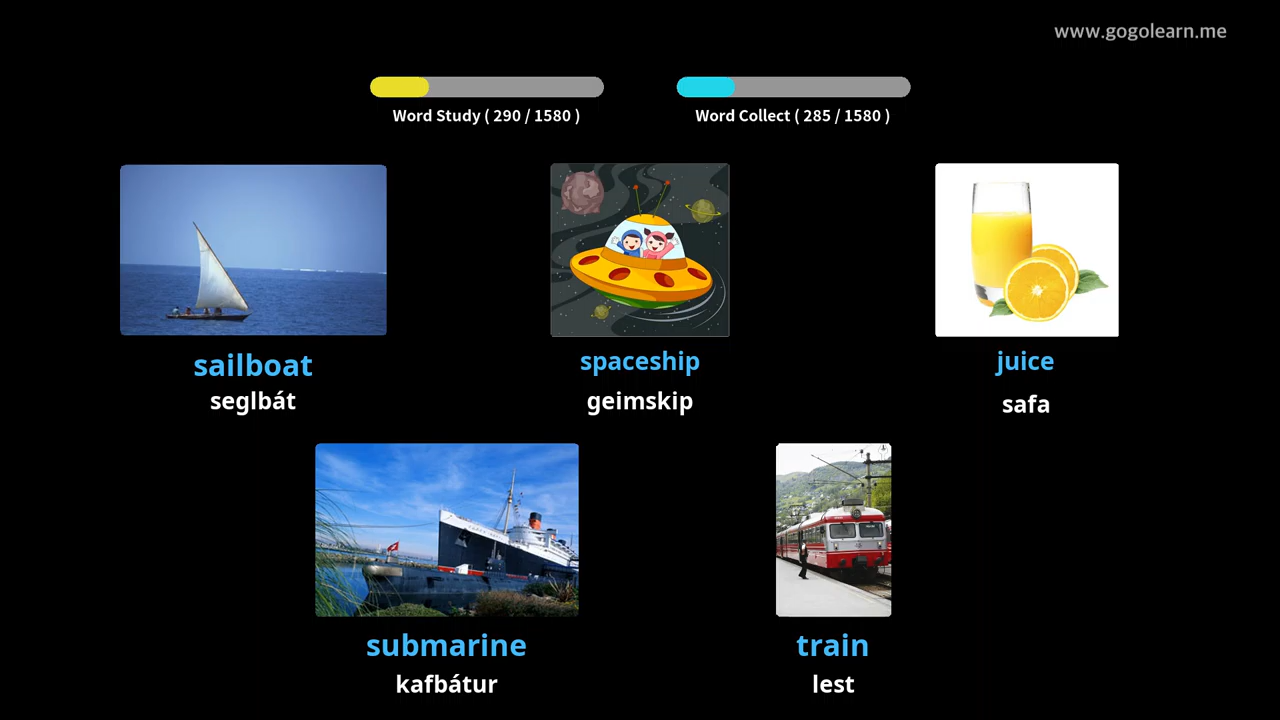 www.gogolearn.me
Word Study ( 290 / 1580 )
Word Collect ( 285 / 1580 )
sailboat
seglbát
spaceship
geimskip
juice
safa
submarine
kafbátur
train
lest